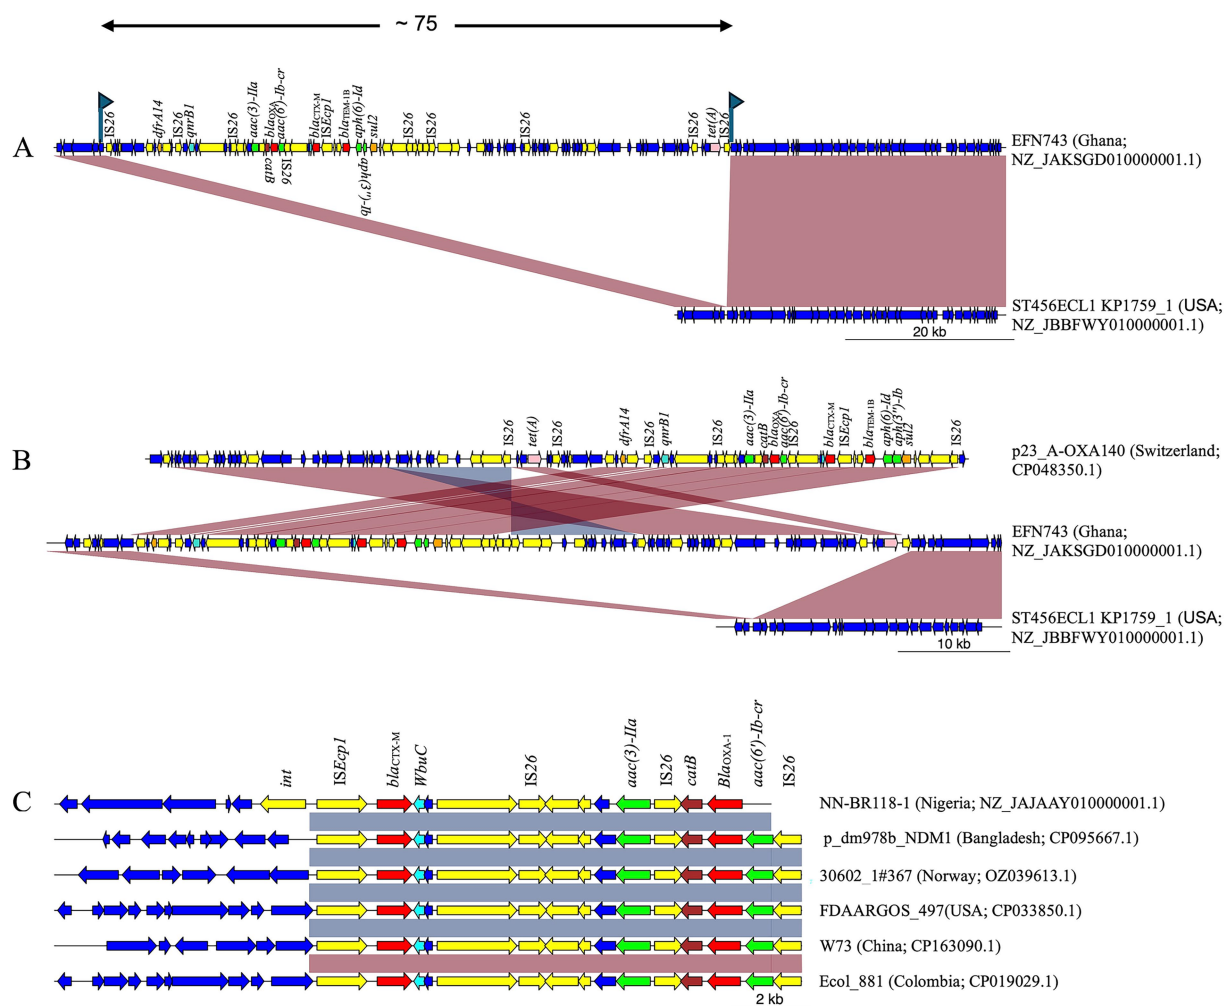 ~ 75
A
IS26
dfrA14
IS26
qnrB1
IS26
aac(3)-IIa
blaOXA
aac(6')-Ib-cr
blaCTX-M
ISEcp1
blaTEM-1B
aph(6)-Id
sul2
IS26
IS26
IS26
IS26
tet(A)
IS26
catB
IS26
aph(3'')-Ib
EFN743 (Ghana;
NZ_JAKSGD010000001.1)
ST456ECL1 KP1759_1 (USA;
NZ_JBBFWY010000001.1)
20 kb
B
IS26
tet(A)
IS26
dfrA14
IS26
qnrB1
IS26
aac(3)-IIa
catB
blaOXA
aac(6')-Ib-cr
IS26
blaCTX-M
ISEcp1
blaTEM-1B
aph(6)-Id
aph(3'')-Ib
sul2
IS26
p23_A-OXA140 (Switzerland;
CP048350.1)
EFN743 (Ghana;
NZ_JAKSGD010000001.1)
ST456ECL1 KP1759_1 (USA;
NZ_JBBFWY010000001.1)
10 kb
C
int
ISEcp1
blaCTX-M
WbuC
IS26
aac(3)-IIa
IS26
catB
BlaOXA-1
aac(6')-Ib-cr
IS26
NN-BR118-1 (Nigeria; NZ_JAJAAY010000001.1)
p_dm978b_NDM1 (Bangladesh; CP095667.1)
30602_1#367 (Norway; OZ039613.1)
FDAARGOS_497(USA; CP033850.1)
W73 (China; CP163090.1)
Ecol_881 (Colombia; CP019029.1)
2 kb